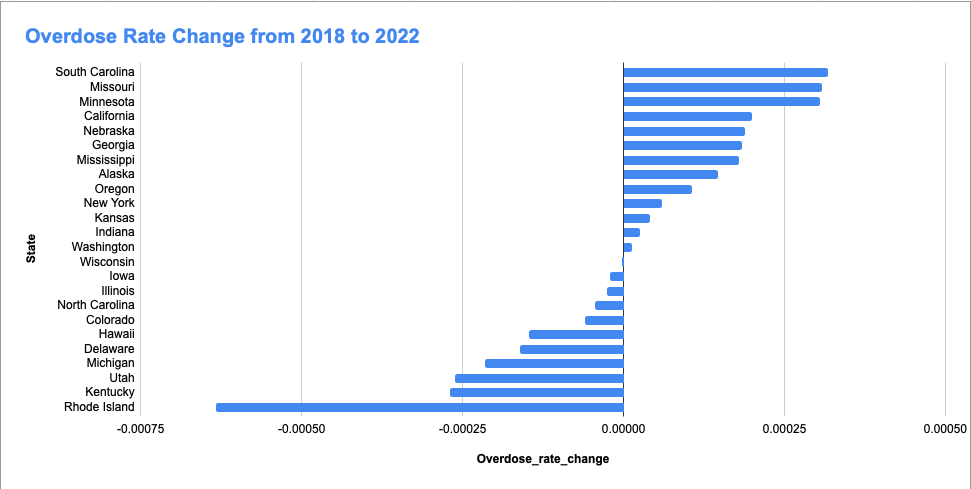 Overdose Rate Change from 2018 to 2022
State
South Carolina
Missouri
Minnesota
California
Nebraska
Georgia
Mississippi
Alaska
Oregon
New York
Kansas
Indiana
Washington
Wisconsin
Iowa
Illinois
North Carolina
Colorado
Hawaii
Delaware
Michigan
Utah
Kentucky
Rhode Island
-0.00075 -0.00050 -0.00025 0.00000 0.00025 0.00050
Overdose_rate_change